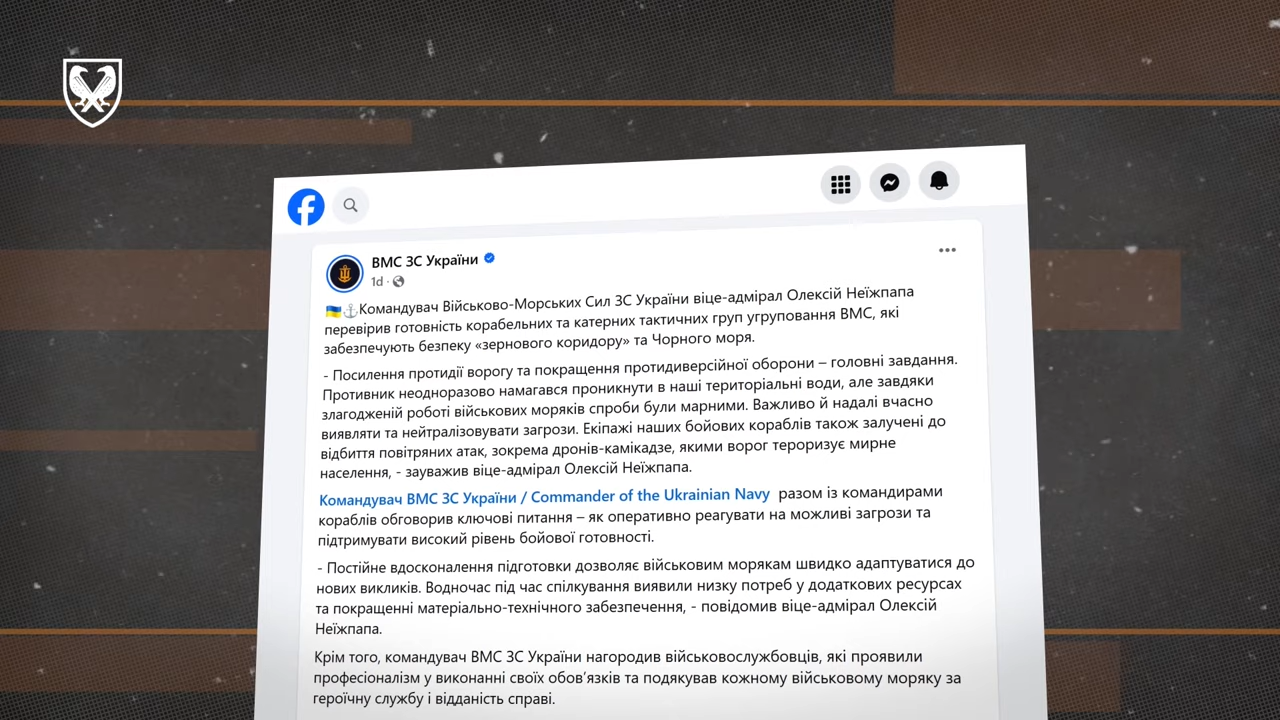 ВМС ЗС України
1d
Командувач Військово-Морських Сил ЗС України віце-адмірал Олексій Неїжпапа
перевірив готовність корабельних та катерних тактичних груп угруповання ВМС, які
забезпечують безпеку «зернового коридору» та Чорного моря.
- Посилення протидії ворогу та покращення протидиверсійної оборони – головні завдання.
Противник неодноразово намагався проникнути в наші територіальні води, але завдяки
злагодженій роботі військових моряків спроби були марними. Важливо й надалі вчасно
виявляти та нейтралізовувати загрози. Екіпажі наших бойових кораблів також залучені до
відбиття повітряних атак, зокрема дронів-камікадзе, якими ворог тероризує мирне
населення, - зауважив віце-адмірал Олексій Неїжпапа.
Командувач ВМС ЗС України / Commander of the Ukrainian Navy разом із командирами
кораблів обговорив ключові питання – як оперативно реагувати на можливі загрози та
підтримувати високий рівень бойової готовності.
- Постійне вдосконалення підготовки дозволяє військовим морякам швидко адаптуватися до
нових викликів. Водночас під час спілкування виявили низку потреб у додаткових ресурсах
та покращенні матеріально-технічного забезпечення, - повідомив віце-адмірал Олексій
Неїжпапа.
Крім того, командувач ВМС ЗС України нагородив військовослужбовців, які проявили
професіоналізм у виконанні своїх обов’язків та подякував кожному військовому моряку за
героїчну службу і відданість справі.